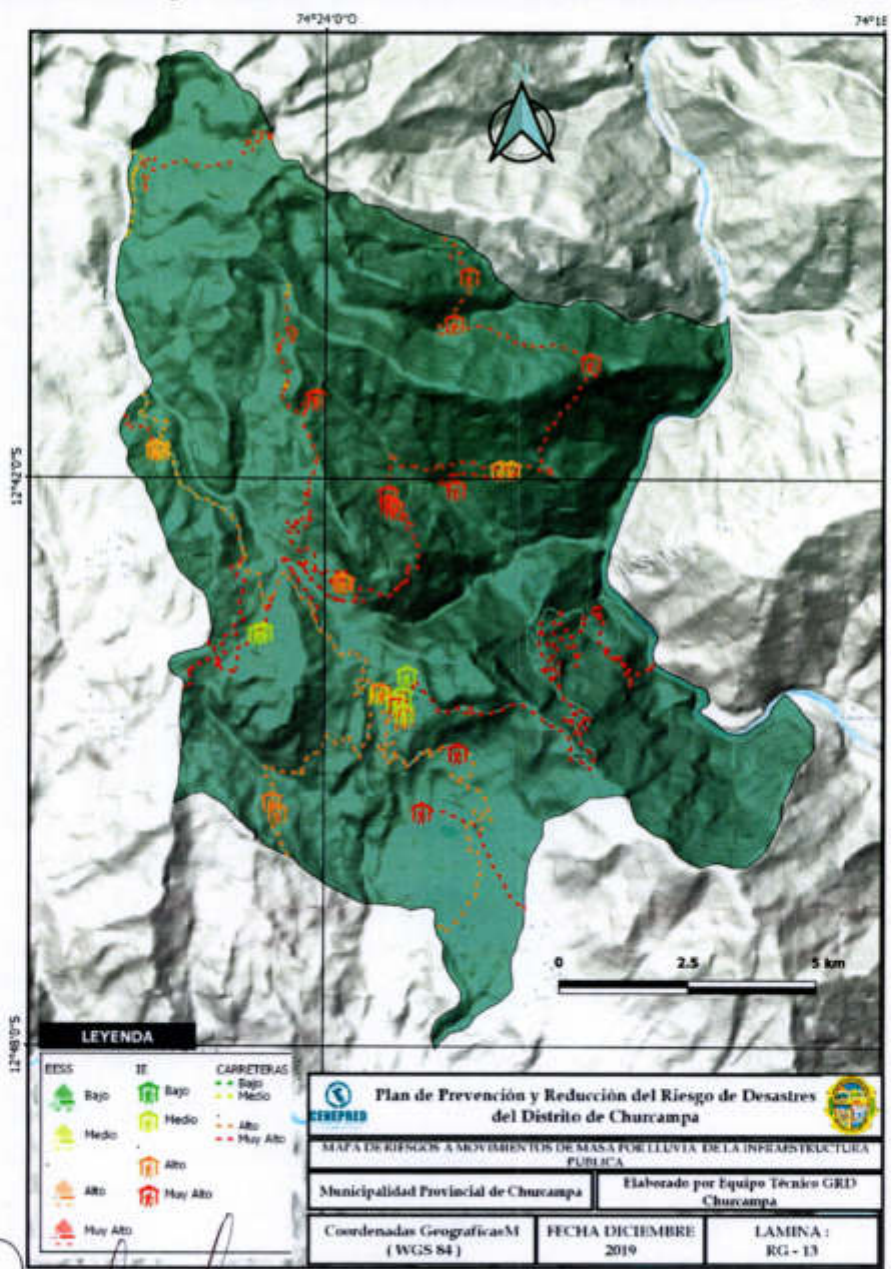 74°24'0"O
74°18
12°42'0"S
12°48'0"S
0 2.5 5 km
LEYENDA
EESS
Bajo
Medio
Alto
Muy Alto
IE
Bajo
Medio
Alto
Muy Alto
CARRETERAS
Bajo
Medio
Alto
Muy Alto
CENEPRED
Plan de Prevención y Reducción del Riesgo de Desastres
del Distrito de Churcampa
MAPA DE RIESGOS A MOVIMIENTOS DE MASA POR LLUVIA DE LA INFRAESTRUCTURA
PUBLICA
Municipalidad Provincial de Churcampa
Elaborado por Equipo Técnico GRD
Churcampa
Coordenadas GeograficasM
( WGS 84 )
FECHA DICIEMBRE
2019
LAMINA :
RG - 13